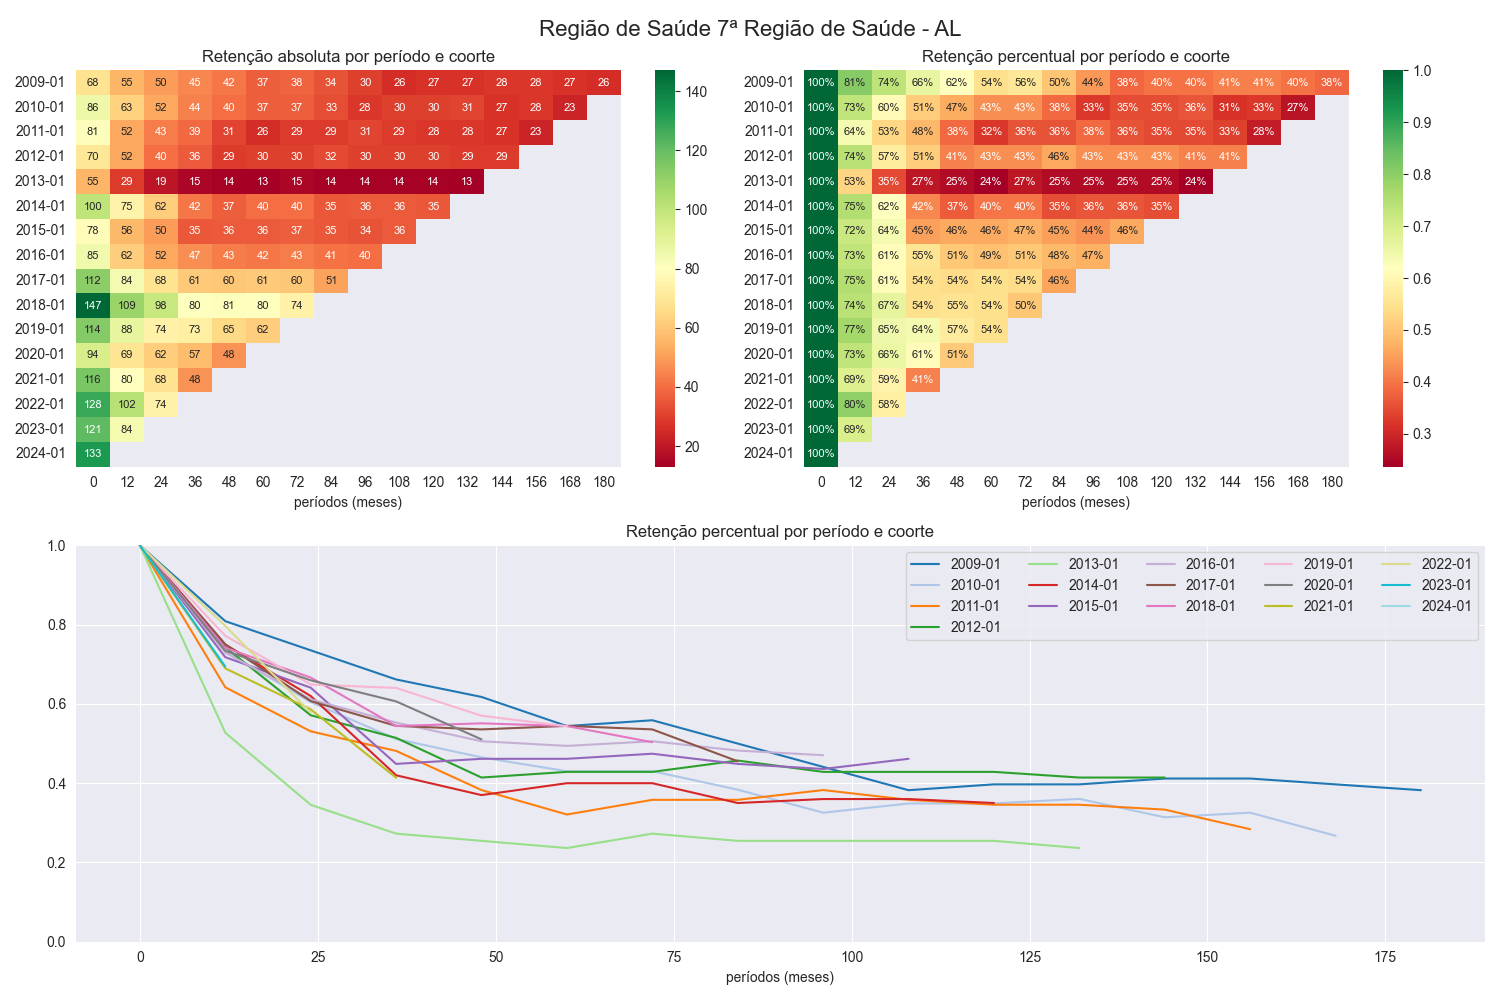 Região de Saúde 7ª Região de Saúde - AL
Retenção absoluta por período e coorte
2009-01 68 55 50 45 42 37 38 34 30 26 27 27 28 28 27 26
2010-01 86 63 52 44 40 37 37 33 28 30 30 31 27 28 23
2011-01 81 52 43 39 31 26 29 29 31 29 28 28 27 23
2012-01 70 52 40 36 29 30 30 32 30 30 30 29 29
2013-01 55 29 19 15 14 13 15 14 14 14 14 13
2014-01 100 75 62 42 37 40 40 35 36 36 35
2015-01 78 56 50 35 36 36 37 35 34 36
2016-01 85 62 52 47 43 42 43 41 40
2017-01 112 84 68 61 60 61 60 51
2018-01 147 109 98 80 81 80 74
2019-01 114 88 74 73 65 62
2020-01 94 69 62 57 48
2021-01 116 80 68 48
2022-01 128 102 74
2023-01 121 84
2024-01 133
0 12 24 36 48 60 72 84 96 108 120 132 144 156 168 180
períodos (meses)
140
120
100
80
60
40
20
Retenção percentual por período e coorte
2009-01 100% 81% 74% 66% 62% 54% 56% 50% 44% 38% 40% 40% 41% 41% 40% 38%
2010-01 100% 73% 60% 51% 47% 43% 43% 38% 33% 35% 35% 36% 31% 33% 27%
2011-01 100% 64% 53% 48% 38% 32% 36% 36% 38% 36% 35% 35% 33% 28%
2012-01 100% 74% 57% 51% 41% 43% 43% 46% 43% 43% 43% 41% 41%
2013-01 100% 53% 35% 27% 25% 24% 27% 25% 25% 25% 25% 24%
2014-01 100% 75% 62% 42% 37% 40% 40% 35% 36% 36% 35%
2015-01 100% 72% 64% 45% 46% 46% 47% 45% 44% 46%
2016-01 100% 73% 61% 55% 51% 49% 51% 48% 47%
2017-01 100% 75% 61% 54% 54% 54% 54% 46%
2018-01 100% 74% 67% 54% 55% 54% 50%
2019-01 100% 77% 65% 64% 57% 54%
2020-01 100% 73% 66% 61% 51%
2021-01 100% 69% 59% 41%
2022-01 100% 80% 58%
2023-01 100% 69%
2024-01 100%
0 12 24 36 48 60 72 84 96 108 120 132 144 156 168 180
períodos (meses)
1.0
0.9
0.8
0.7
0.6
0.5
0.4
0.3
Retenção percentual por período e coorte
1.0
0.8
0.6
0.4
0.2
0.0
2009-01 2013-01 2016-01 2019-01 2022-01
2010-01 2014-01 2017-01 2020-01 2023-01
2011-01 2015-01 2018-01 2021-01 2024-01
2012-01
0 25 50 75 100 125 150 175
períodos (meses)